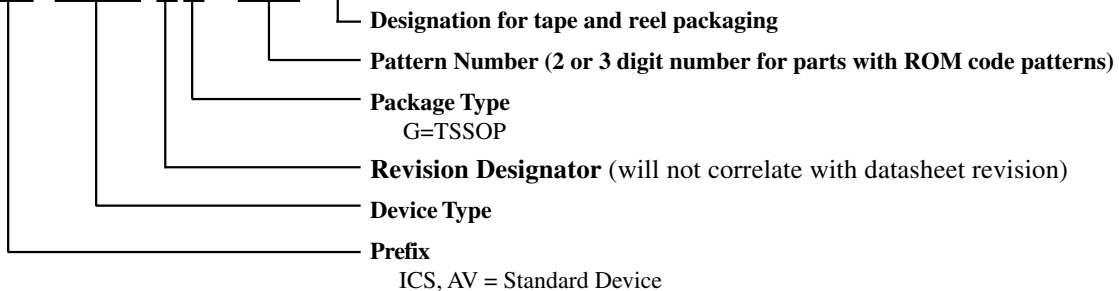 Designation for tape and reel packaging
Pattern Number (2 or 3 digit number for parts with ROM code patterns)
Package Type
G=TSSOP
Revision Designator (will not correlate with datasheet revision)
Device Type
Prefix
ICS, AV = Standard Device